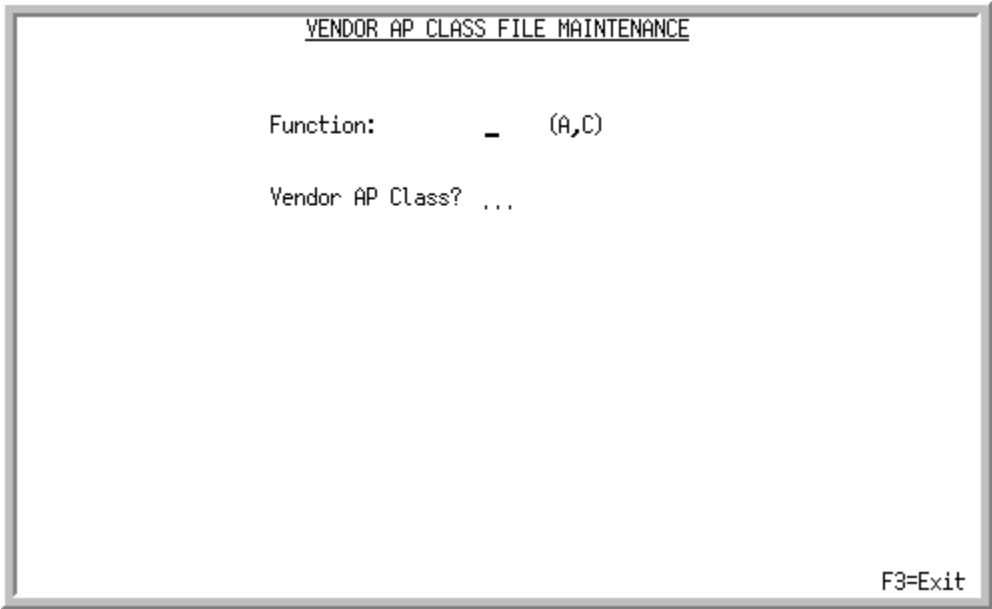 VENDOR AP CLASS FILE MAINTENANCE
Function: _ (A,C)
Vendor AP Class? ...
F3=Exit